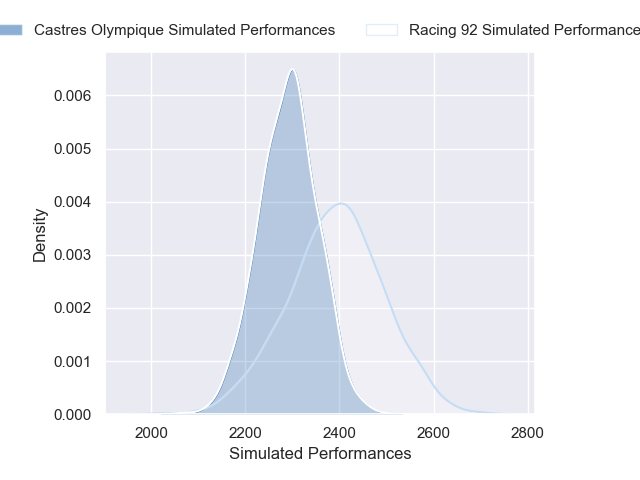 Castres Olympique Simulated Performances
Racing 92 Simulated Performance
0.006
0.005
0.004
0.003
0.002
0.001
0.000
Density
2000 2200 2400 2600 2800
Simulated Performances